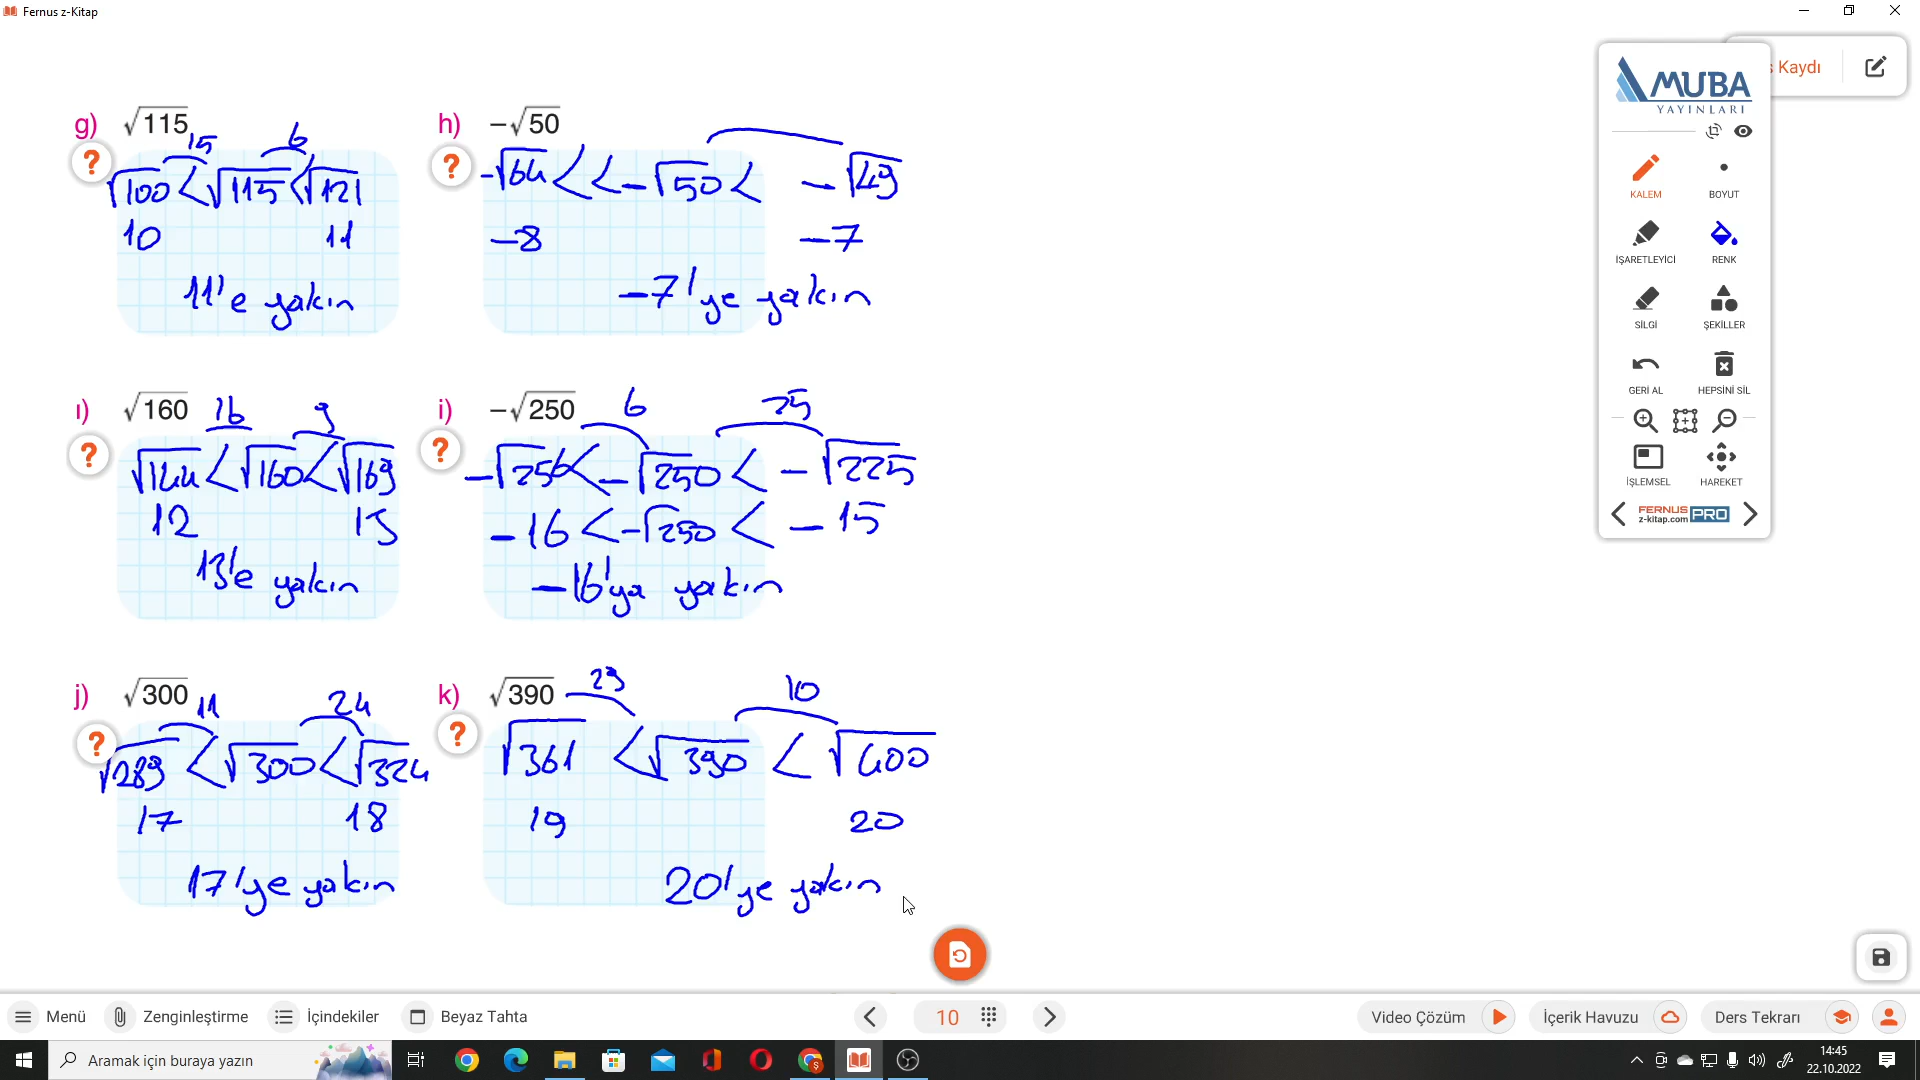 Fernus z-Kitap
s Kaydı
MUBA
YAYINLARI
g) √115
15 6
√100 < √115 < √121
10 11
11'e yakın
h) −√50
-√64 < < -√50 < -√49
-8 -7
-7'ye yakın
ı) √160
16 9
√144 < √160 < √169
12 13
13'e yakın
i) −√250
6 25
-√256 < -√250 < -√225
-16 < -√250 < -15
-16'ya yakın
j) √300
11 24
√289 < √300 < √324
17 18
17'ye yakın
k) √390
29 10
√361 < √390 < √400
19 20
20'ye yakın
?
?
?
?
?
?
KALEM BOYUT
İŞARETLEYİCİ RENK
SİLGİ ŞEKİLLER
GERİ AL HEPSİNİ SİL
İŞLEMSEL HAREKET
FERNUS
z-kitap.com PRO
Menü Zenginleştirme İçindekiler Beyaz Tahta 10 Video Çözüm İçerik Havuzu Ders Tekrarı
Aramak için buraya yazın
14:45
22.10.2022